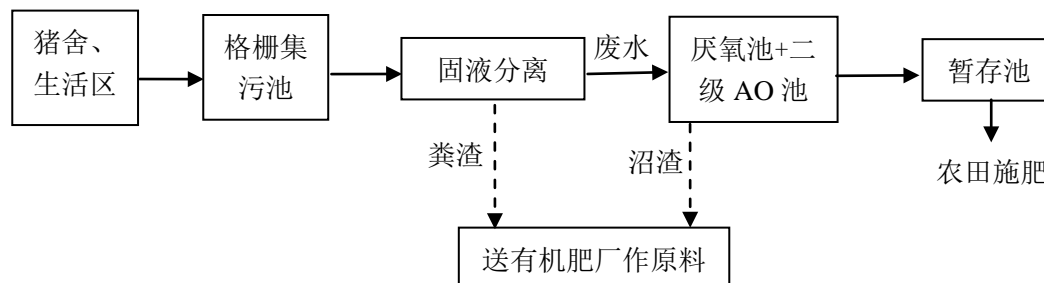 猪舍、
生活区
格栅集
污池
固液分离
废水
厌氧池+二
级 AO 池
暂存池
粪渣
沼渣
农田施肥
送有机肥厂作原料